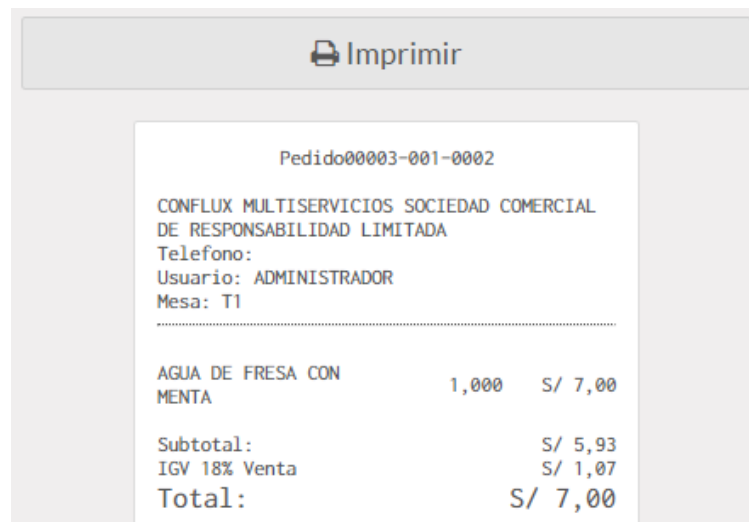 Imprimir
Pedido00003-001-0002
CONFLUX MULTISERVICIOS SOCIEDAD COMERCIAL
DE RESPONSABILIDAD LIMITADA
Telefono:
Usuario: ADMINISTRADOR
Mesa: T1
AGUA DE FRESA CON
MENTA 1,000 S/ 7,00
Subtotal: S/ 5,93
IGV 18% Venta S/ 1,07
Total: S/ 7,00